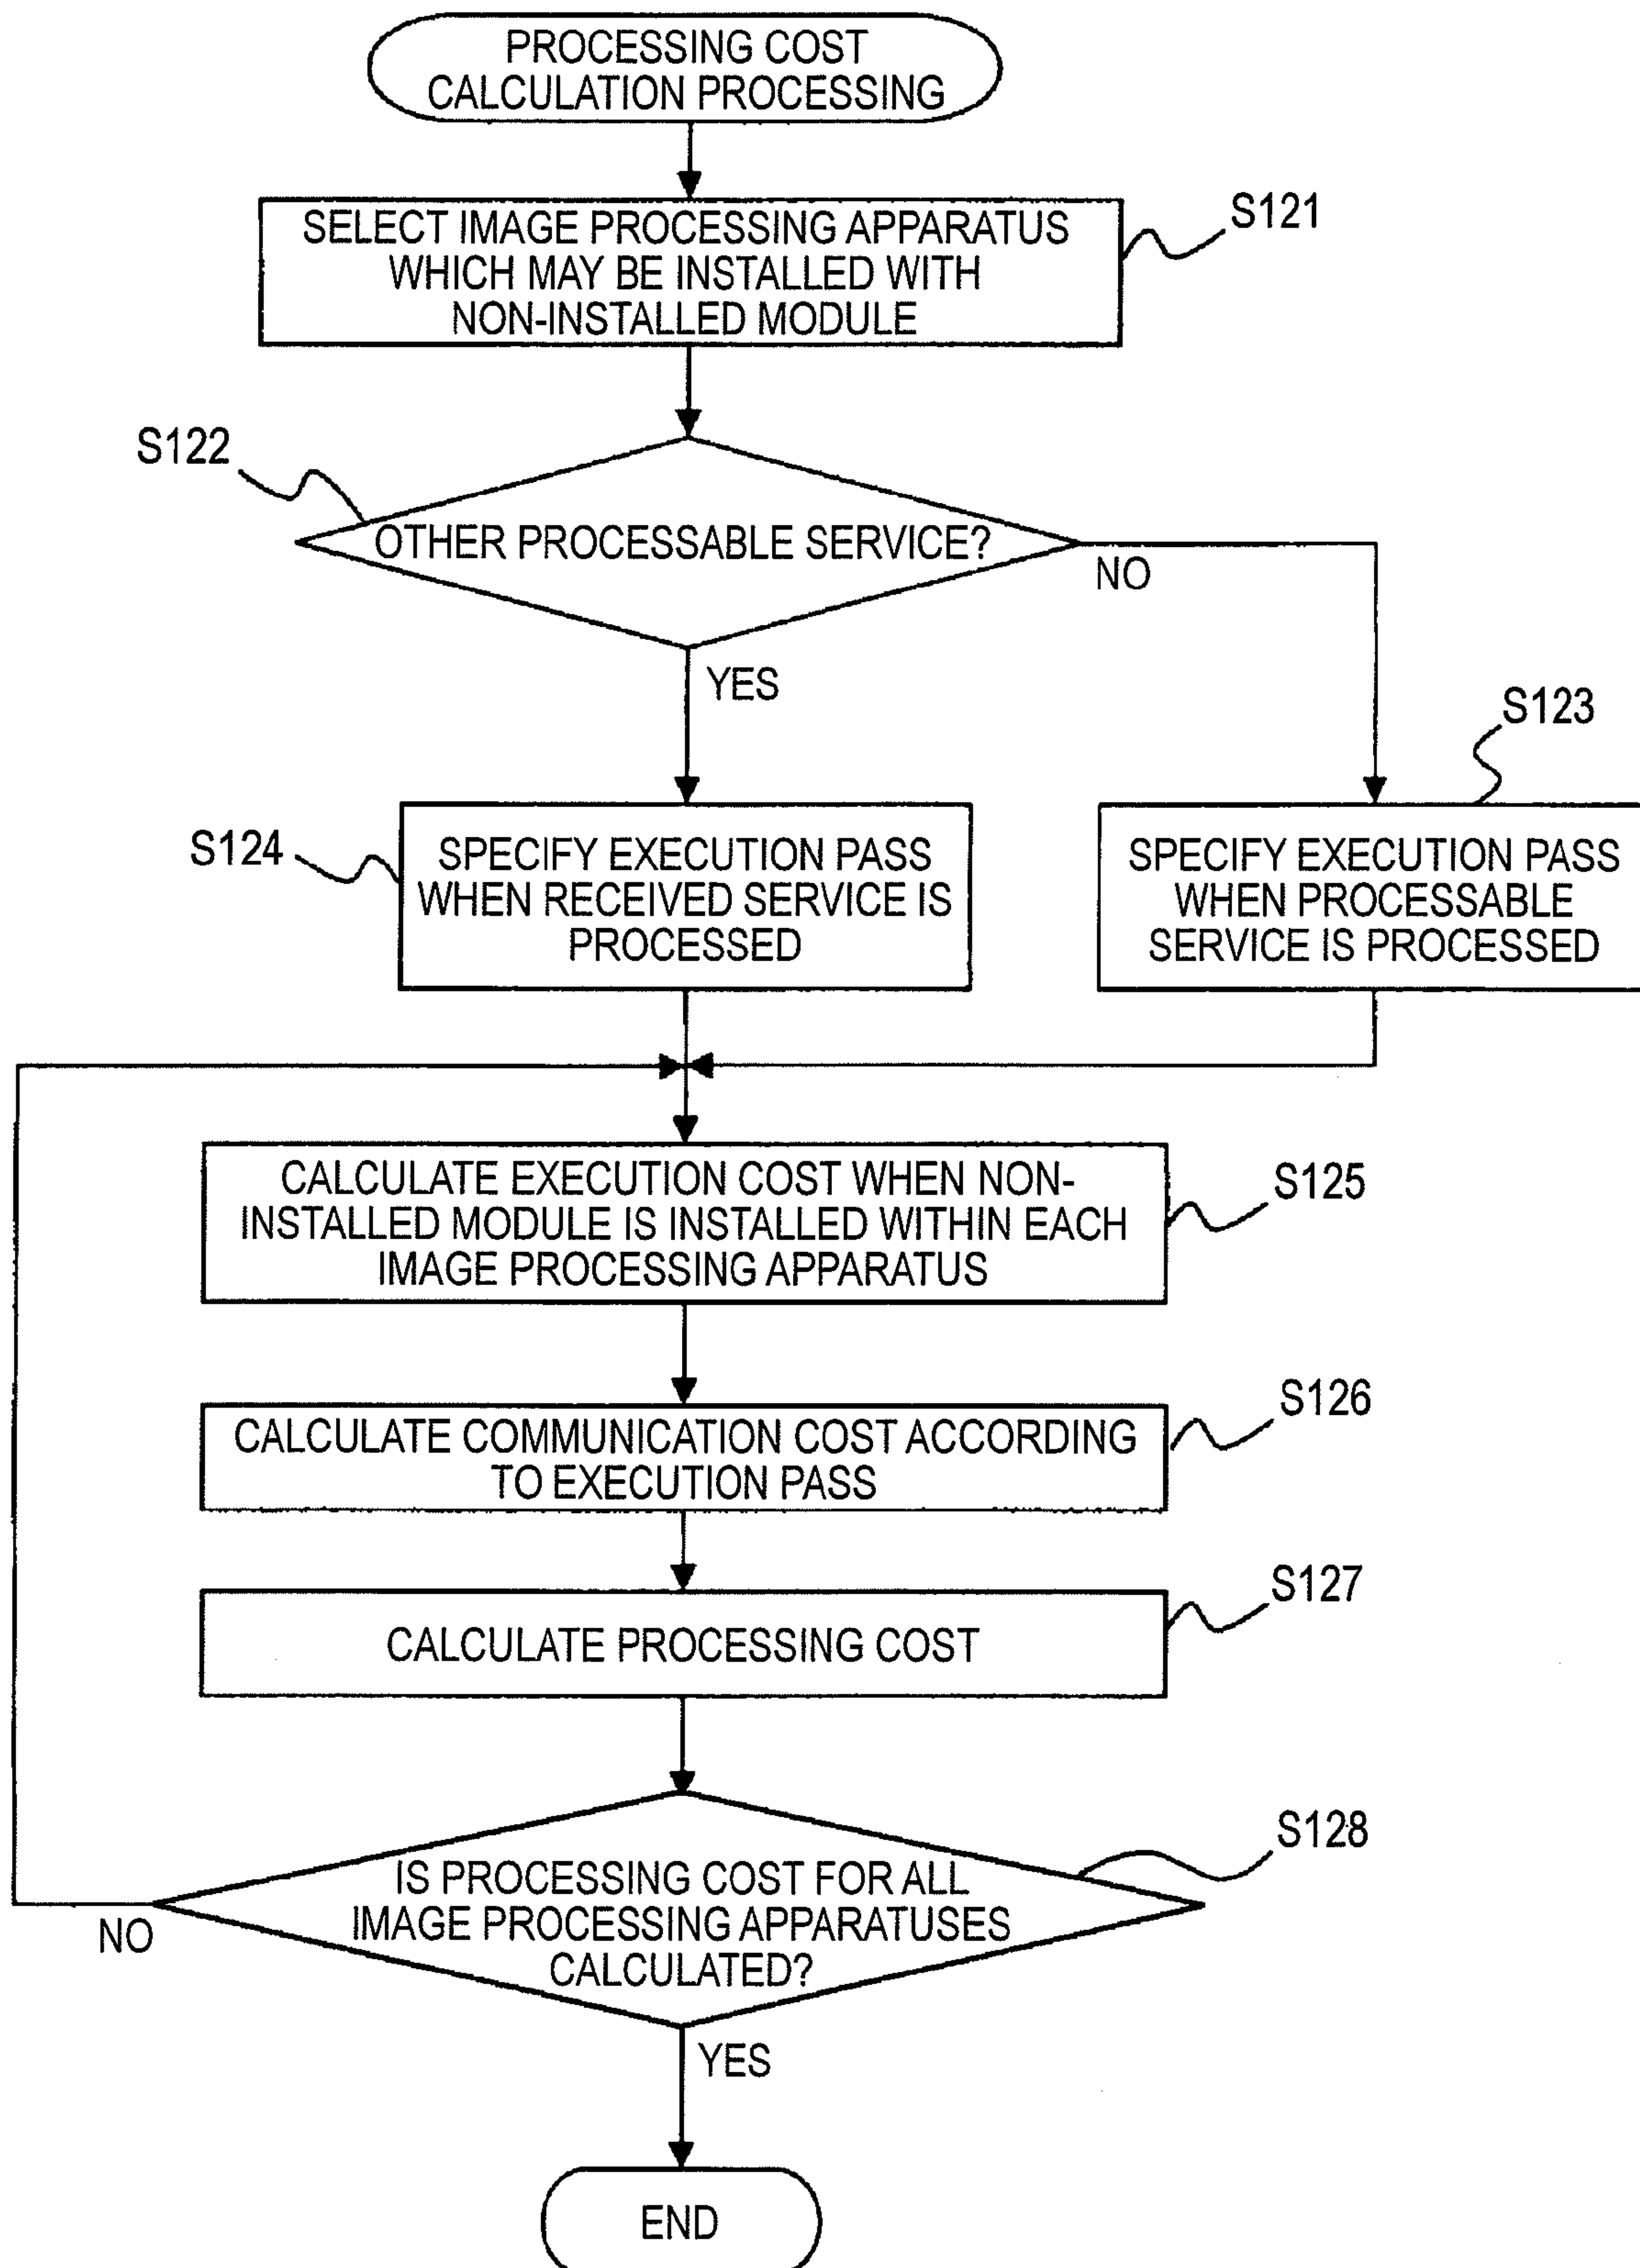 PROCESSING COST
CALCULATION PROCESSING
SELECT IMAGE PROCESSING APPARATUS
WHICH MAY BE INSTALLED WITH
NON-INSTALLED MODULE
S121
S122
OTHER PROCESSABLE SERVICE?
NO
YES
S123
S124
SPECIFY EXECUTION PASS
WHEN RECEIVED SERVICE IS
PROCESSED
SPECIFY EXECUTION PASS
WHEN PROCESSABLE
SERVICE IS PROCESSED
CALCULATE EXECUTION COST WHEN NON-
INSTALLED MODULE IS INSTALLED WITHIN EACH
IMAGE PROCESSING APPARATUS
S125
CALCULATE COMMUNICATION COST ACCORDING
TO EXECUTION PASS
S126
CALCULATE PROCESSING COST
S127
IS PROCESSING COST FOR ALL
IMAGE PROCESSING APPARATUSES
CALCULATED?
S128
NO
YES
END